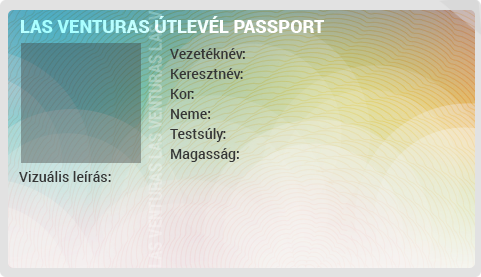 LAS VENTURAS ÚTLEVÉL PASSPORT
Vezetéknév:
Keresztnév:
Kor:
Neme:
Testsúly:
Magasság:
Vizuális leírás:
LAS VENTURAS LAS VENTURAS LAS V